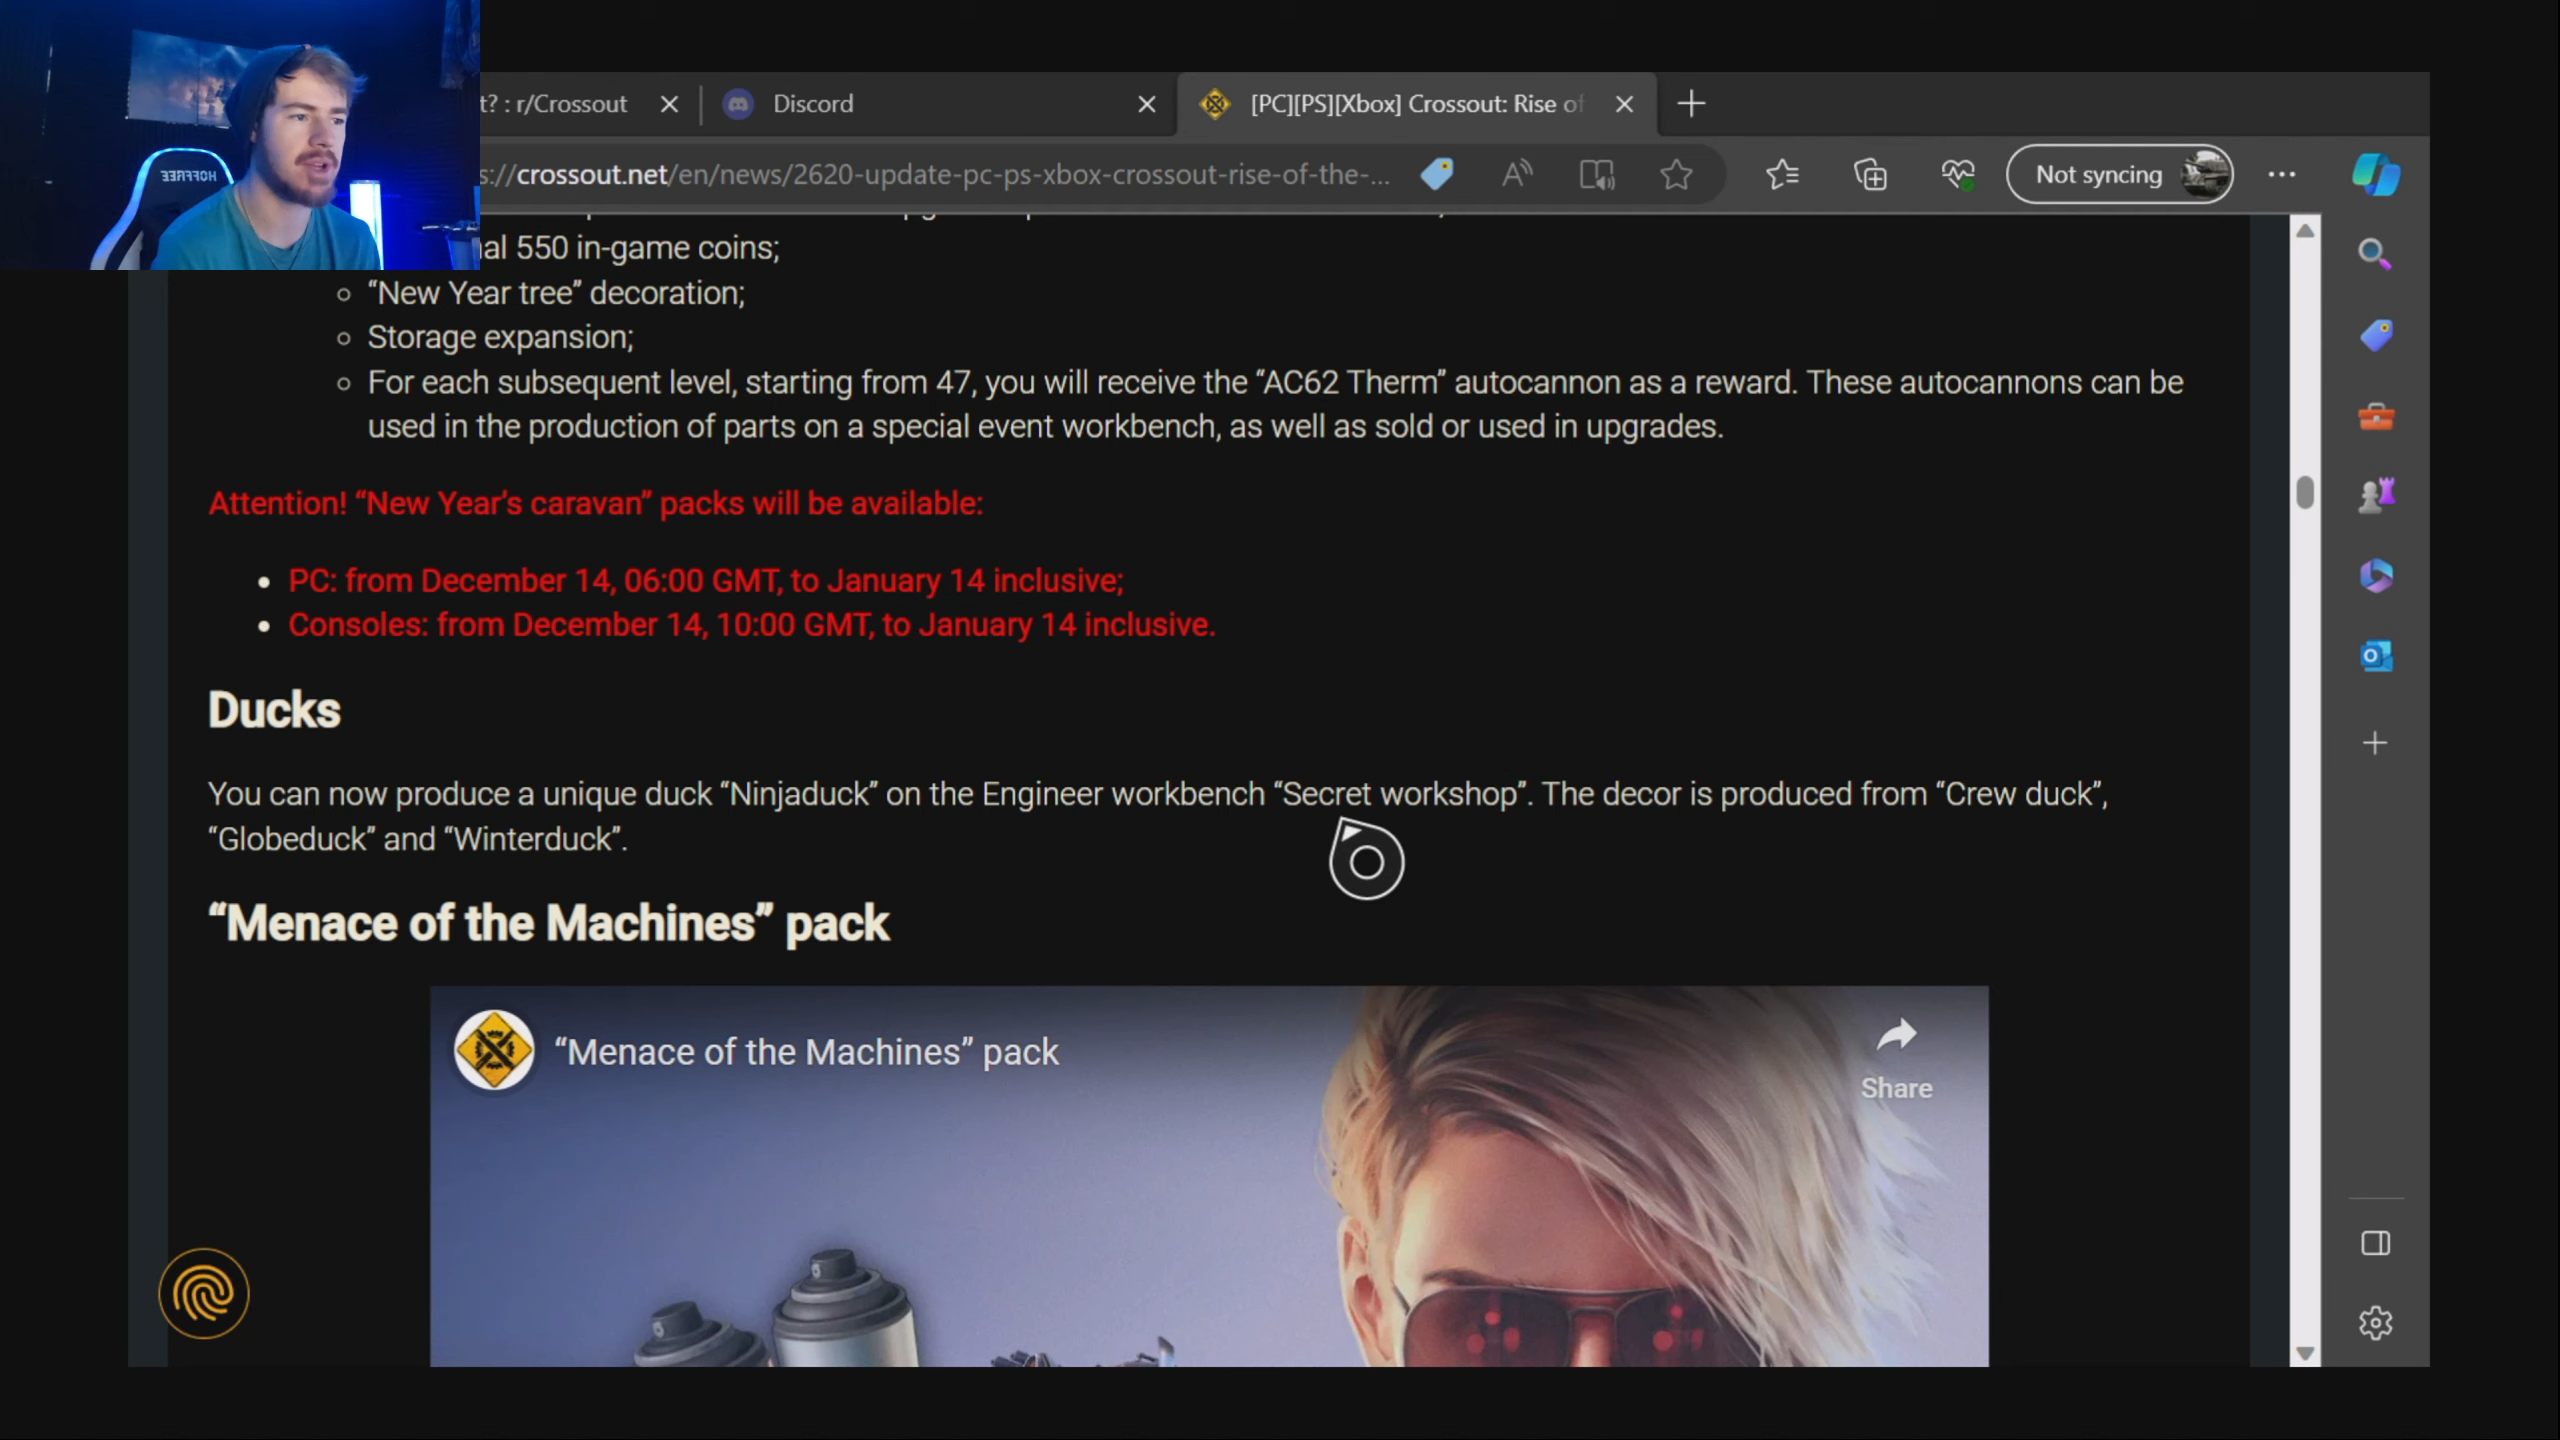 t? : r/Crossout
Discord
[PC][PS][Xbox] Crossout: Rise of
s://crossout.net/en/news/2620-update-pc-ps-xbox-crossout-rise-of-the-...
Not syncing
al 550 in-game coins;
“New Year tree” decoration;
Storage expansion;
For each subsequent level, starting from 47, you will receive the “AC62 Therm” autocannon as a reward. These autocannons can be
used in the production of parts on a special event workbench, as well as sold or used in upgrades.
Attention! “New Year’s caravan” packs will be available:
PC: from December 14, 06:00 GMT, to January 14 inclusive;
Consoles: from December 14, 10:00 GMT, to January 14 inclusive.
Ducks
You can now produce a unique duck “Ninjaduck” on the Engineer workbench “Secret workshop”. The decor is produced from “Crew duck”,
“Globeduck” and “Winterduck”.
“Menace of the Machines” pack
“Menace of the Machines” pack
Share